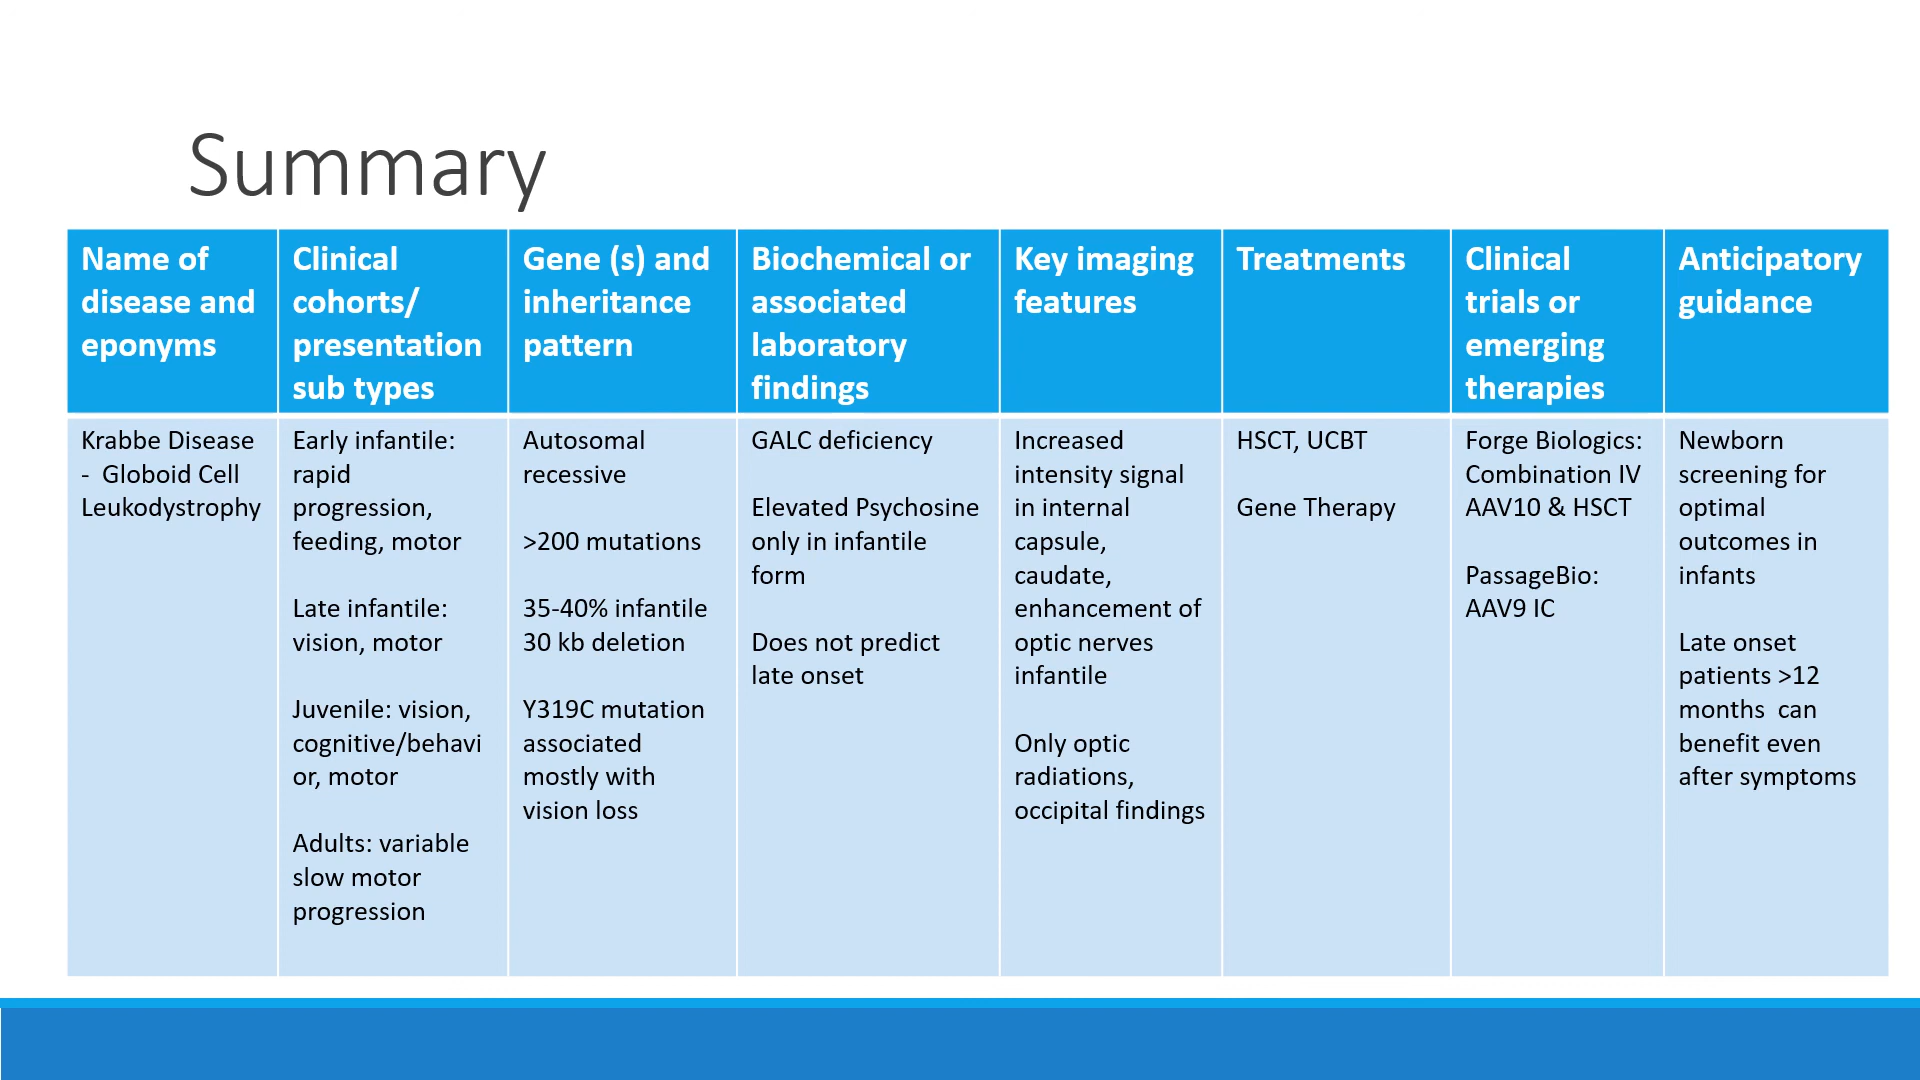 Summary
Name of
disease and
eponyms
Clinical
cohorts/
presentation
sub types
Gene (s) and
inheritance
pattern
Biochemical or
associated
laboratory
findings
Key imaging
features
Treatments
Clinical
trials or
emerging
therapies
Anticipatory
guidance
Krabbe Disease
- Globoid Cell
Leukodystrophy
Early infantile:
rapid
progression,
feeding, motor
Late infantile:
vision, motor
Juvenile: vision,
cognitive/behavi
or, motor
Adults: variable
slow motor
progression
Autosomal
recessive
>200 mutations
35-40% infantile
30 kb deletion
Y319C mutation
associated
mostly with
vision loss
GALC deficiency
Elevated Psychosine
only in infantile
form
Does not predict
late onset
Increased
intensity signal
in internal
capsule,
caudate,
enhancement of
optic nerves
infantile
Only optic
radiations,
occipital findings
HSCT, UCBT
Gene Therapy
Forge Biologics:
Combination IV
AAV10 & HSCT
PassageBio:
AAV9 IC
Newborn
screening for
optimal
outcomes in
infants
Late onset
patients >12
months can
benefit even
after symptoms